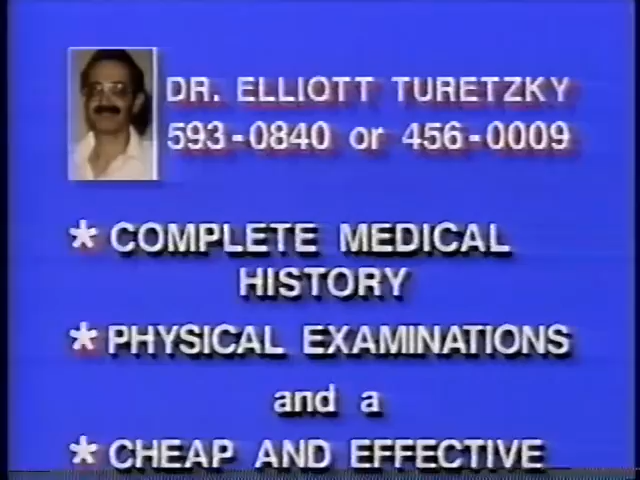 DR. ELLIOTT TURETZKY
593-0840 or 456-0009
* COMPLETE MEDICAL
HISTORY
* PHYSICAL EXAMINATIONS
and a
* CHEAP AND EFFECTIVE